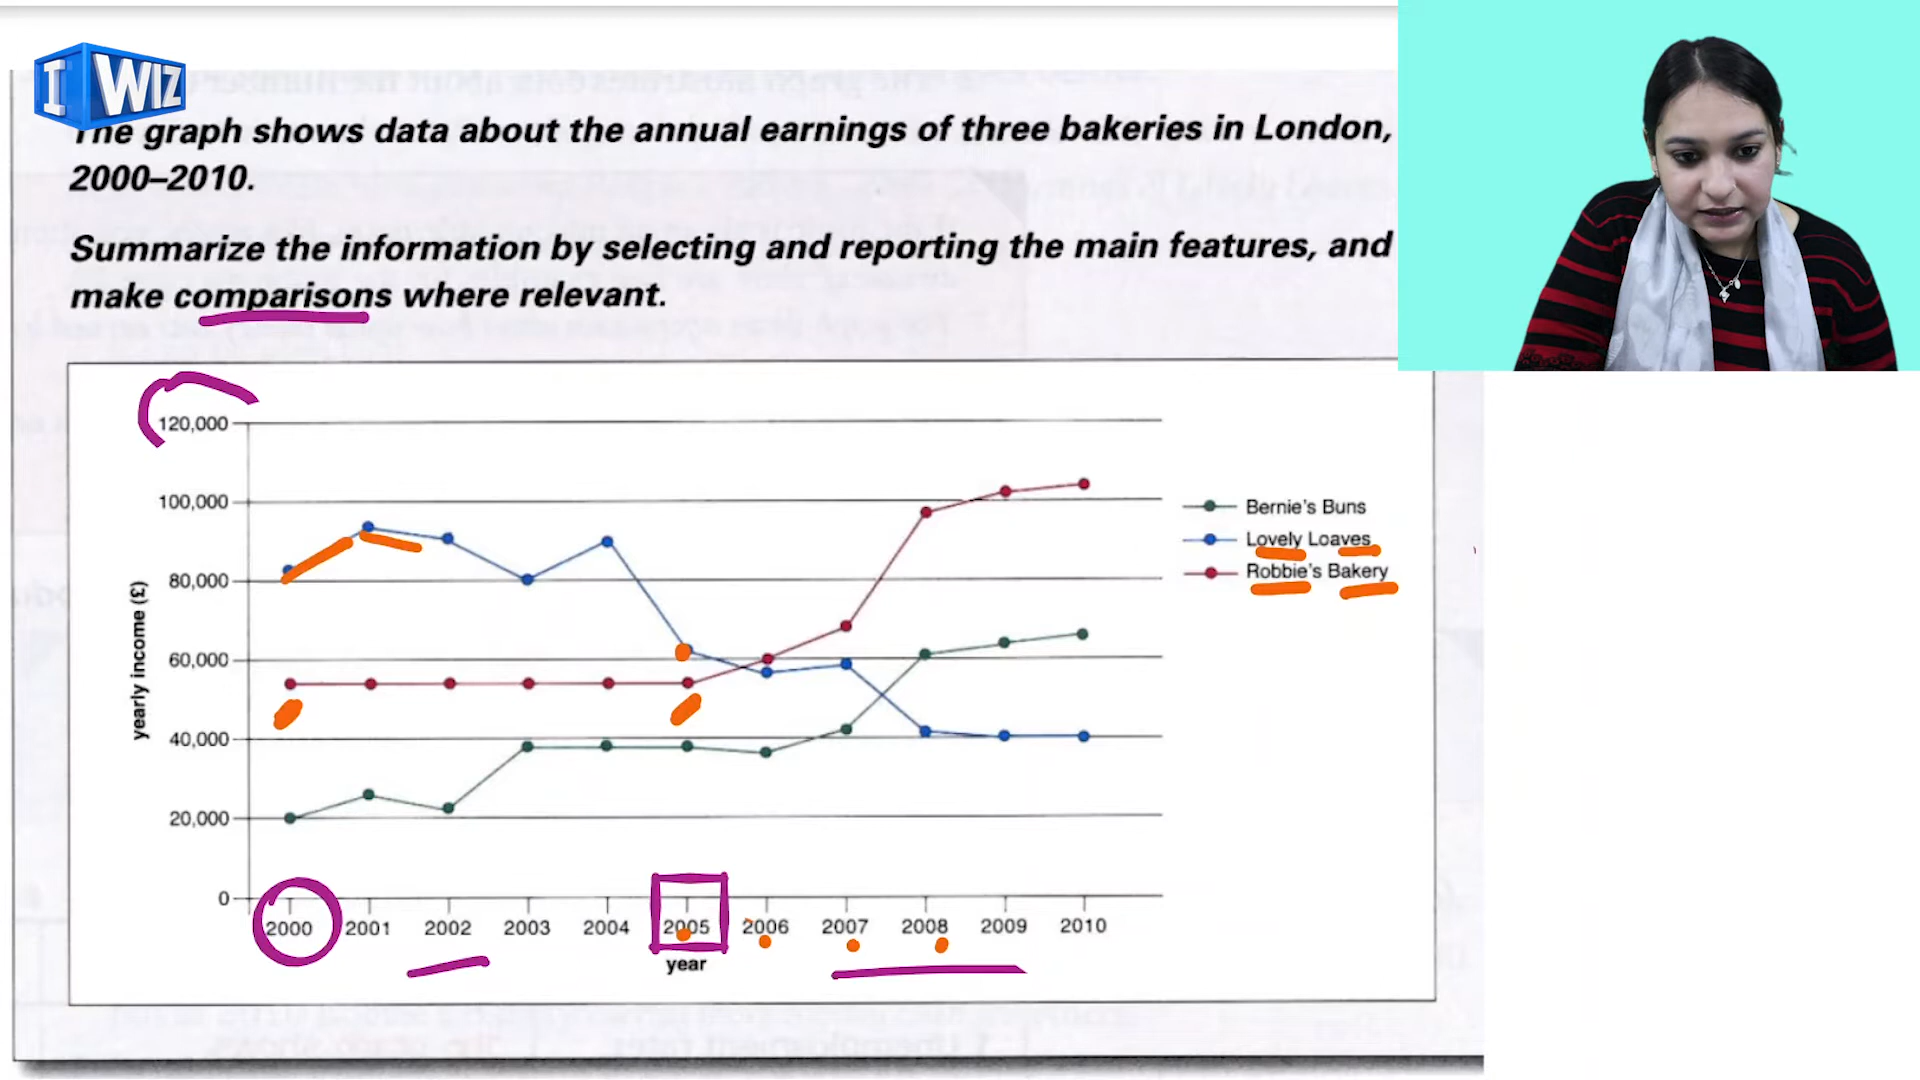 I WIZ
The graph shows data about the annual earnings of three bakeries in London,
2000–2010.
Summarize the information by selecting and reporting the main features, and
make comparisons where relevant.
120,000
100,000
80,000
60,000
40,000
20,000
0
yearly income (£)
2000 2001 2002 2003 2004 2005 2006 2007 2008 2009 2010
year
Bernie's Buns
Lovely Loaves
Robbie's Bakery